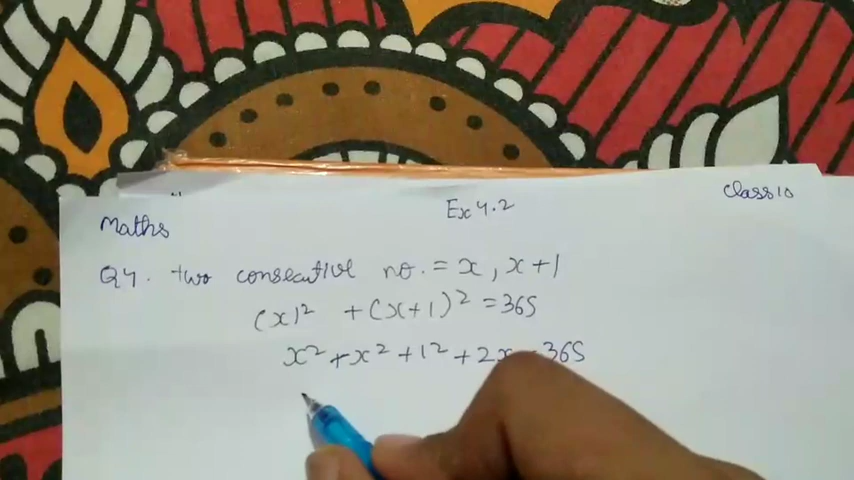 Maths Ex 4.2 Class 10
Q4. two consecutive no. = x, x+1
(x)² + (x+1)² = 365
x² + x² + 1² + 2x = 365